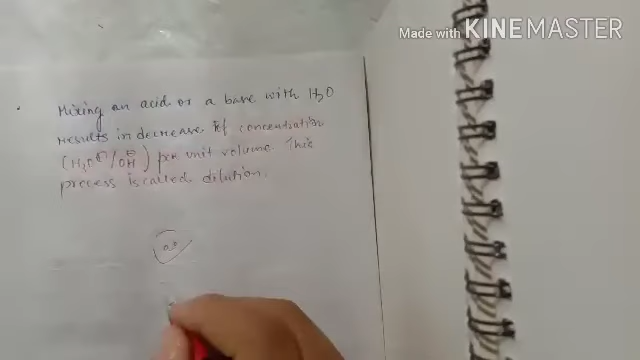 Made with KINEMASTER
Mixing an acid or a base with H₂O
results in decrease of concentration
(H₃O⊕/OH⊖) per unit volume. This
process is called dilution.